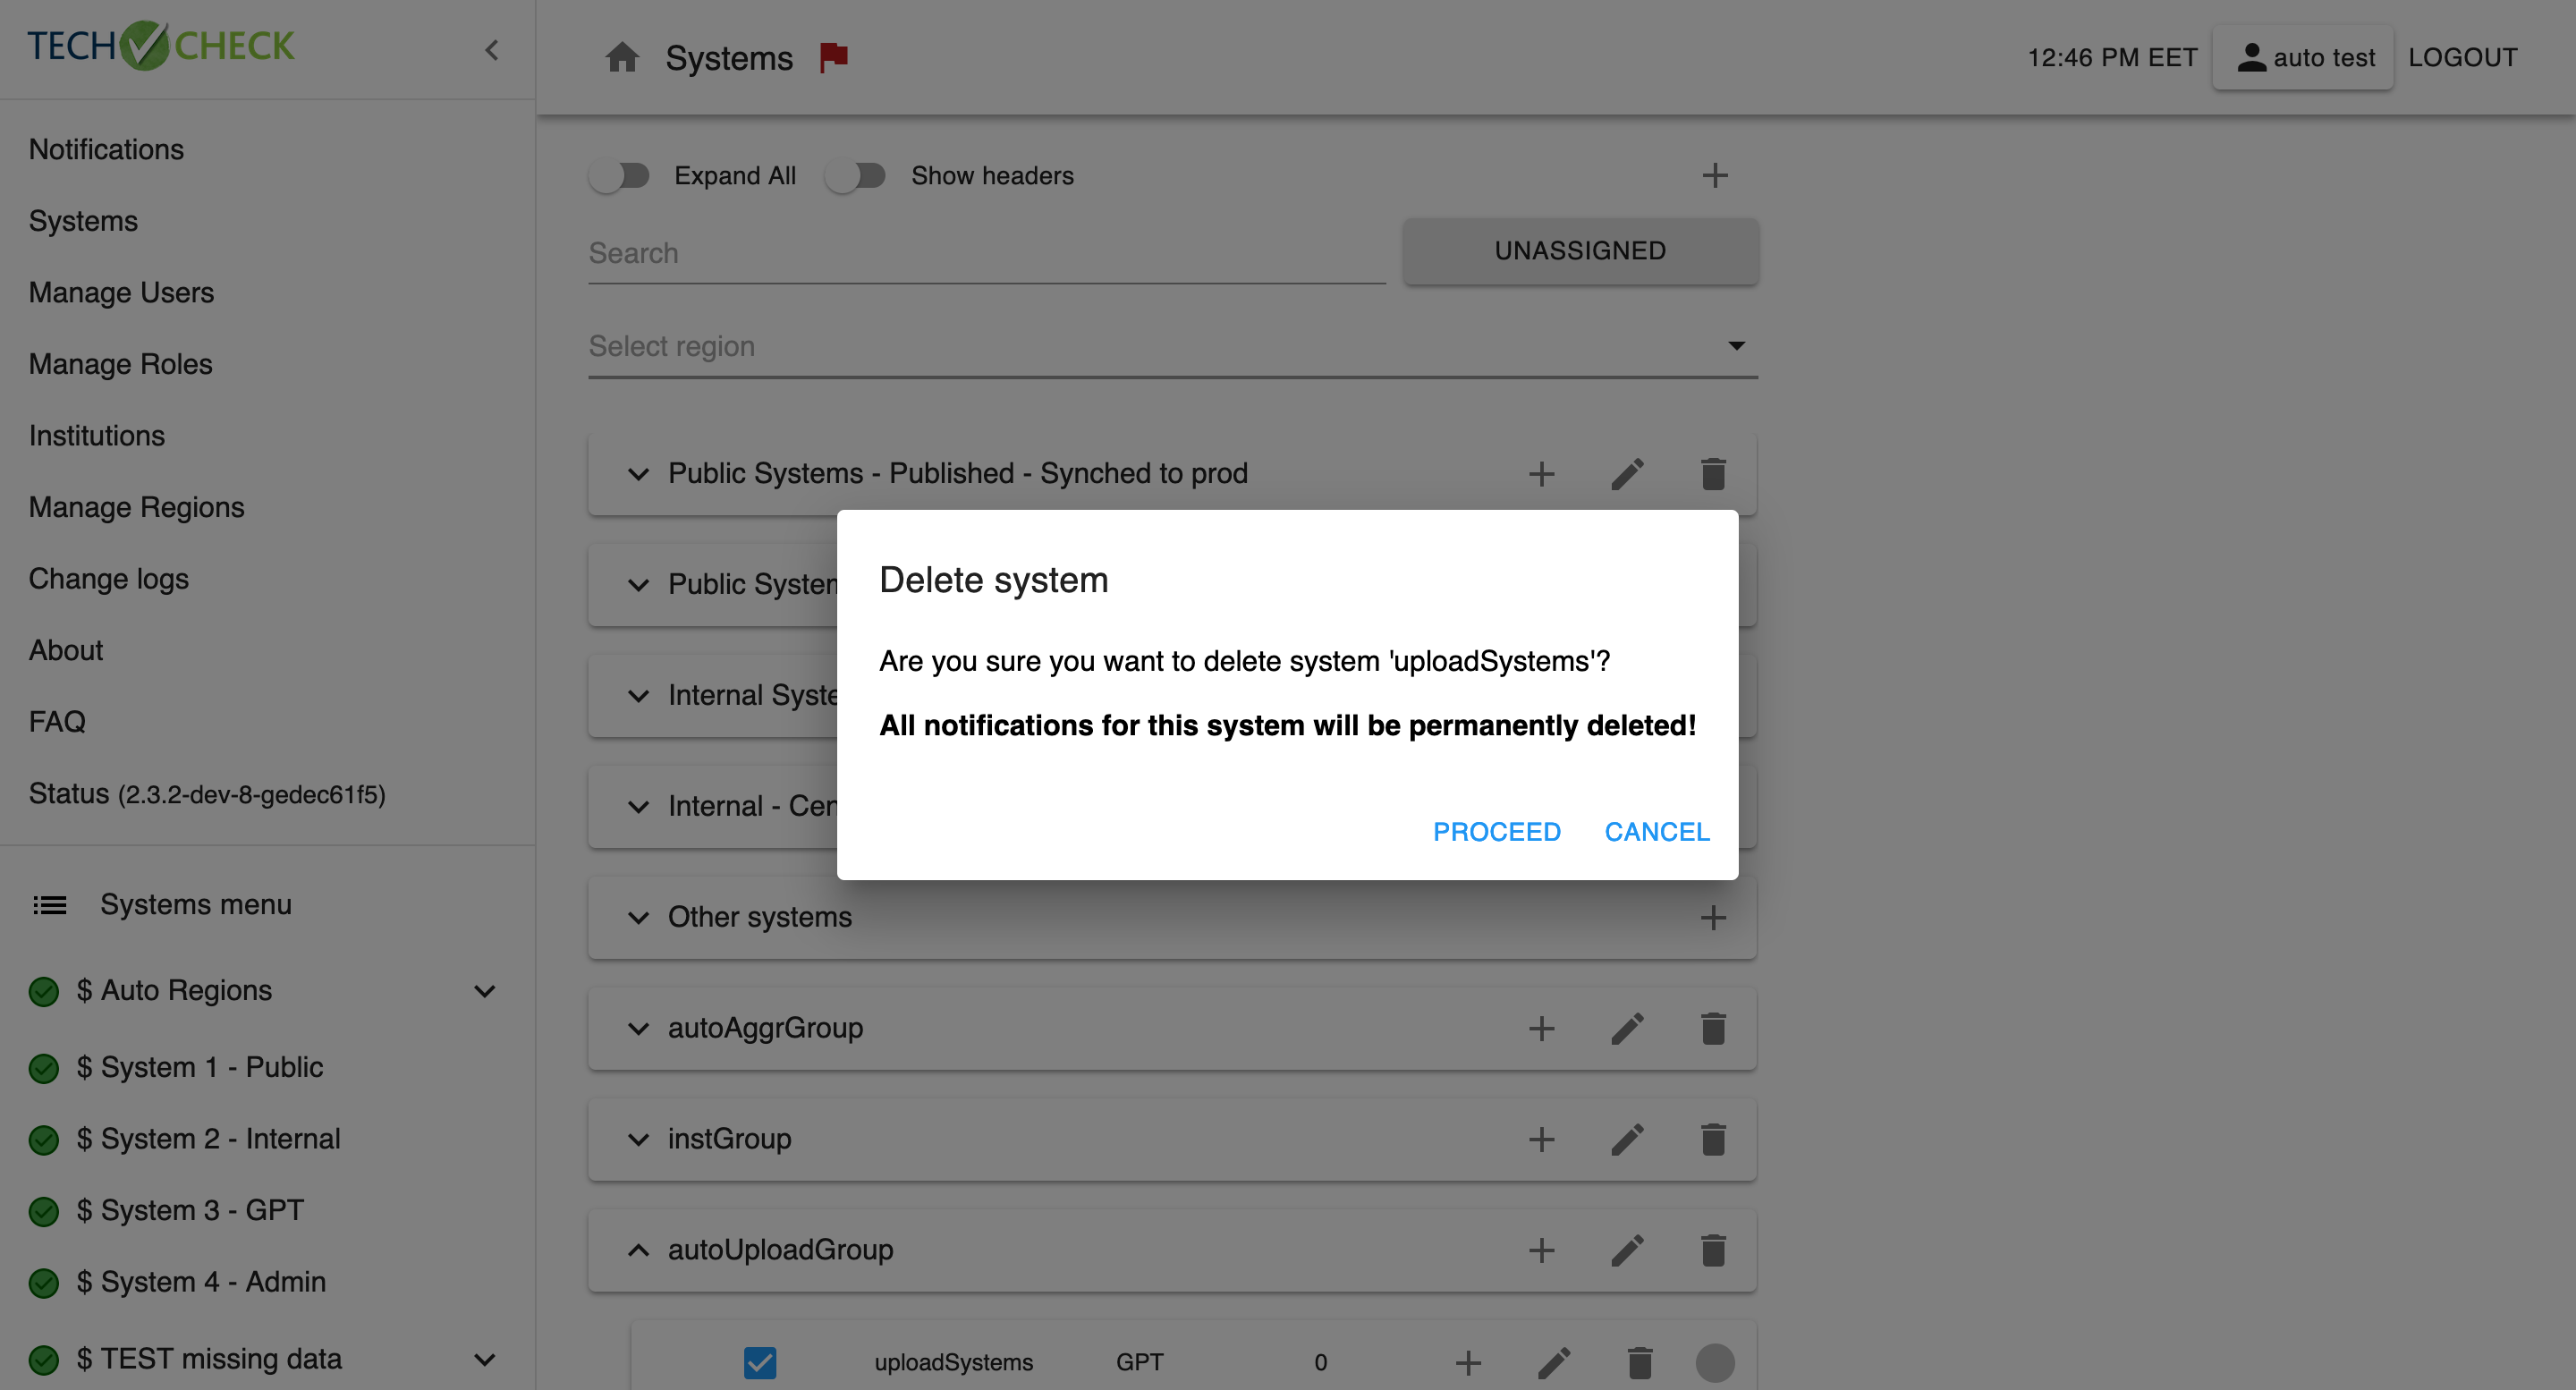 TECH CHECK
Systems
12:46 PM EET
auto test
LOGOUT
Notifications
Systems
Manage Users
Manage Roles
Institutions
Manage Regions
Change logs
About
FAQ
Status (2.3.2-dev-8-gedec61f5)
Systems menu
$ Auto Regions
$ System 1 - Public
$ System 2 - Internal
$ System 3 - GPT
$ System 4 - Admin
$ TEST missing data
Expand All
Show headers
Search
UNASSIGNED
Select region
Public Systems - Published - Synched to prod
Public System
Internal Syste
Internal - Cen
Delete system
Are you sure you want to delete system 'uploadSystems'?
All notifications for this system will be permanently deleted!
PROCEED
CANCEL
Other systems
autoAggrGroup
instGroup
autoUploadGroup
uploadSystems
GPT
0